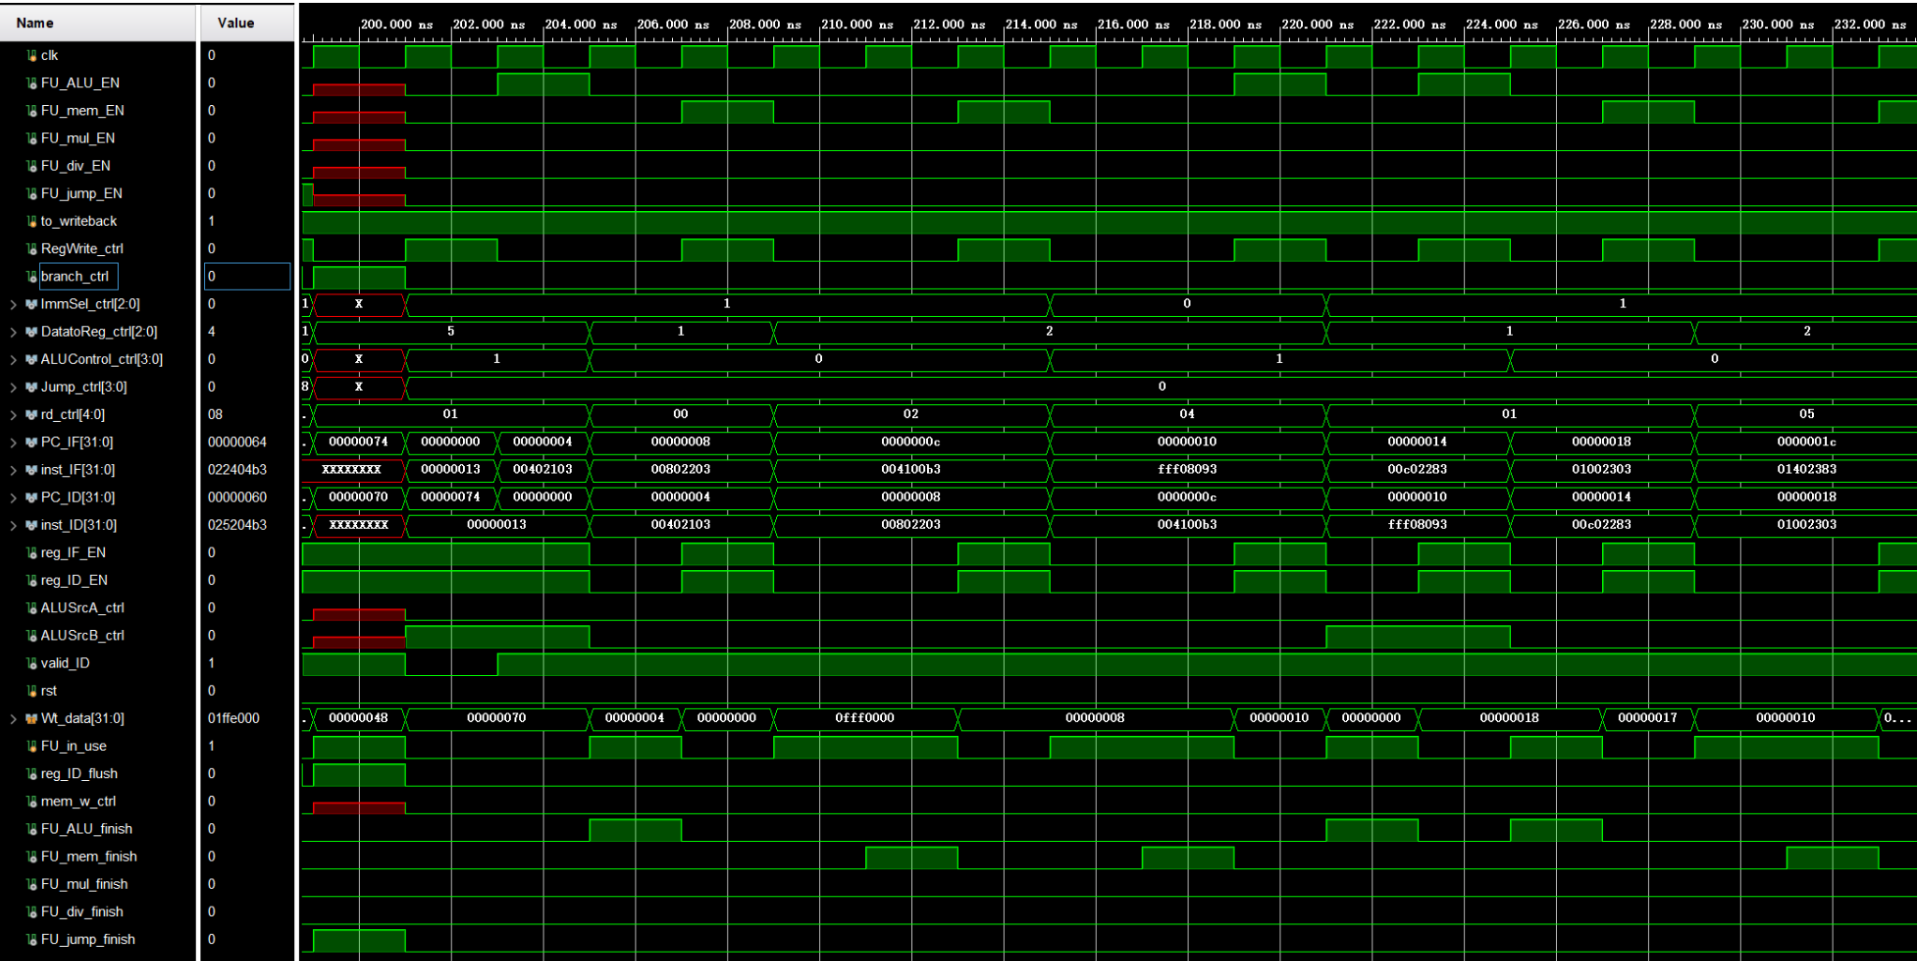 Name Value 200.000 ns 202.000 ns 204.000 ns 206.000 ns 208.000 ns 210.000 ns 212.000 ns 214.000 ns 216.000 ns 218.000 ns 220.000 ns 222.000 ns 224.000 ns 226.000 ns 228.000 ns 230.000 ns 232.000 ns
clk 0
FU_ALU_EN 0
FU_mem_EN 0
FU_mul_EN 0
FU_div_EN 0
FU_jump_EN 0
to_writeback 1
RegWrite_ctrl 0
branch_ctrl 0
ImmSel_ctrl[2:0] 0 1 X 1 0 1
DatatoReg_ctrl[2:0] 4 1 5 1 2 1 2
ALUControl_ctrl[3:0] 0 0 X 1 0 1 0
Jump_ctrl[3:0] 0 8 X 0
rd_ctrl[4:0] 08 . 01 00 02 04 01 05
PC_IF[31:0] 00000064 . 00000074 00000000 00000004 00000008 0000000c 00000010 00000014 00000018 0000001c
inst_IF[31:0] 022404b3 XXXXXXXX 00000013 00402103 00802203 004100b3 fff08093 00c02283 01002303 01402383
PC_ID[31:0] 00000060 . 00000070 00000074 00000000 00000004 00000008 0000000c 00000010 00000014 00000018
inst_ID[31:0] 025204b3 . XXXXXXXX 00000013 00402103 00802203 004100b3 fff08093 00c02283 01002303
reg_IF_EN 0
reg_ID_EN 0
ALUSrcA_ctrl 0
ALUSrcB_ctrl 0
valid_ID 1
rst 0
Wt_data[31:0] 01ffe000 . 00000048 00000070 00000004 00000000 0fff0000 00000008 00000010 00000000 00000018 00000017 00000010 0...
FU_in_use 1
reg_ID_flush 0
mem_w_ctrl 0
FU_ALU_finish 0
FU_mem_finish 0
FU_mul_finish 0
FU_div_finish 0
FU_jump_finish 0